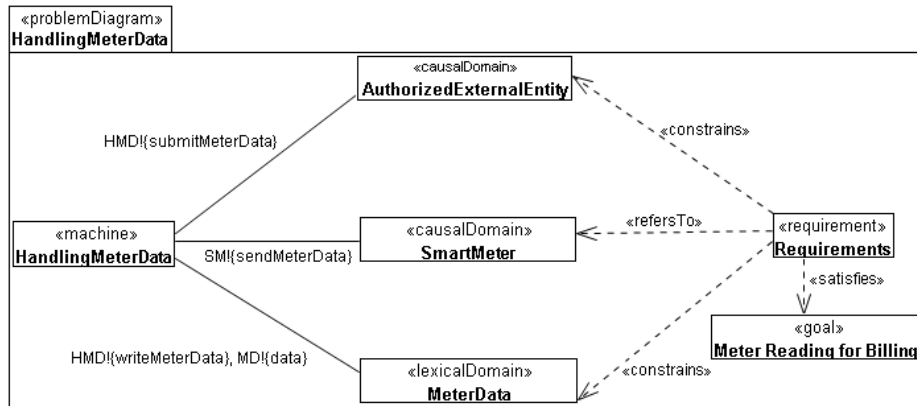 «problemDiagram»
HandlingMeterData
«causalDomain»
AuthorizedExternalEntity
«constrains»
HMD!{submitMeterData}
«machine»
HandlingMeterData
SM!{sendMeterData}
«causalDomain»
SmartMeter
«refersTo»
«requirement»
Requirements
«satisfies»
«goal»
Meter Reading for Billing
HMD!{writeMeterData}, MD!{data}
«lexicalDomain»
MeterData
«constrains»